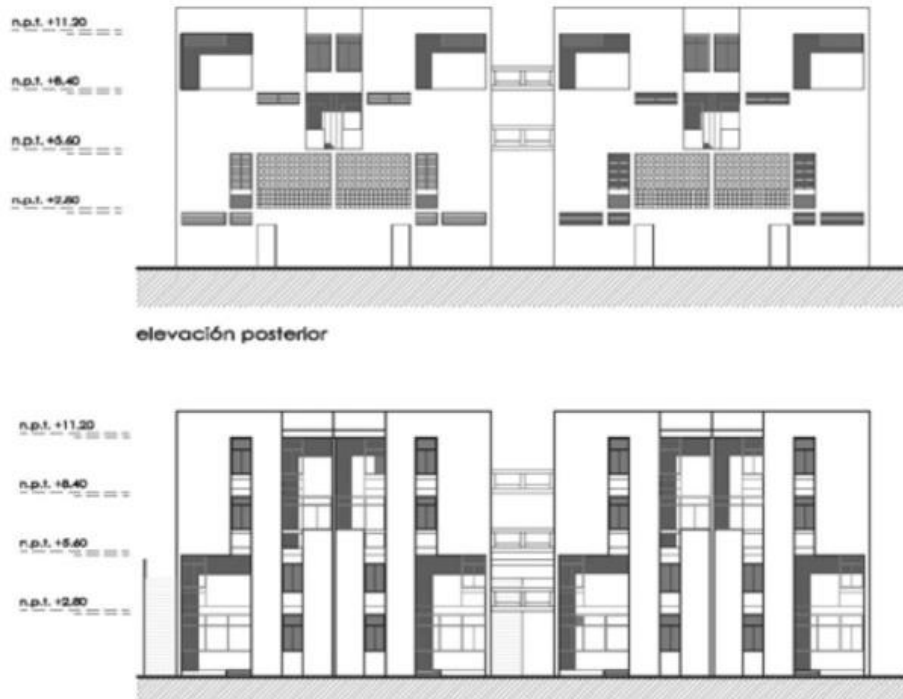 n.p.t. +11.20
n.p.t. +8.40
n.p.t. +5.60
n.p.t. +2.80
elevación posterior
n.p.t. +11.20
n.p.t. +8.40
n.p.t. +5.60
n.p.t. +2.80